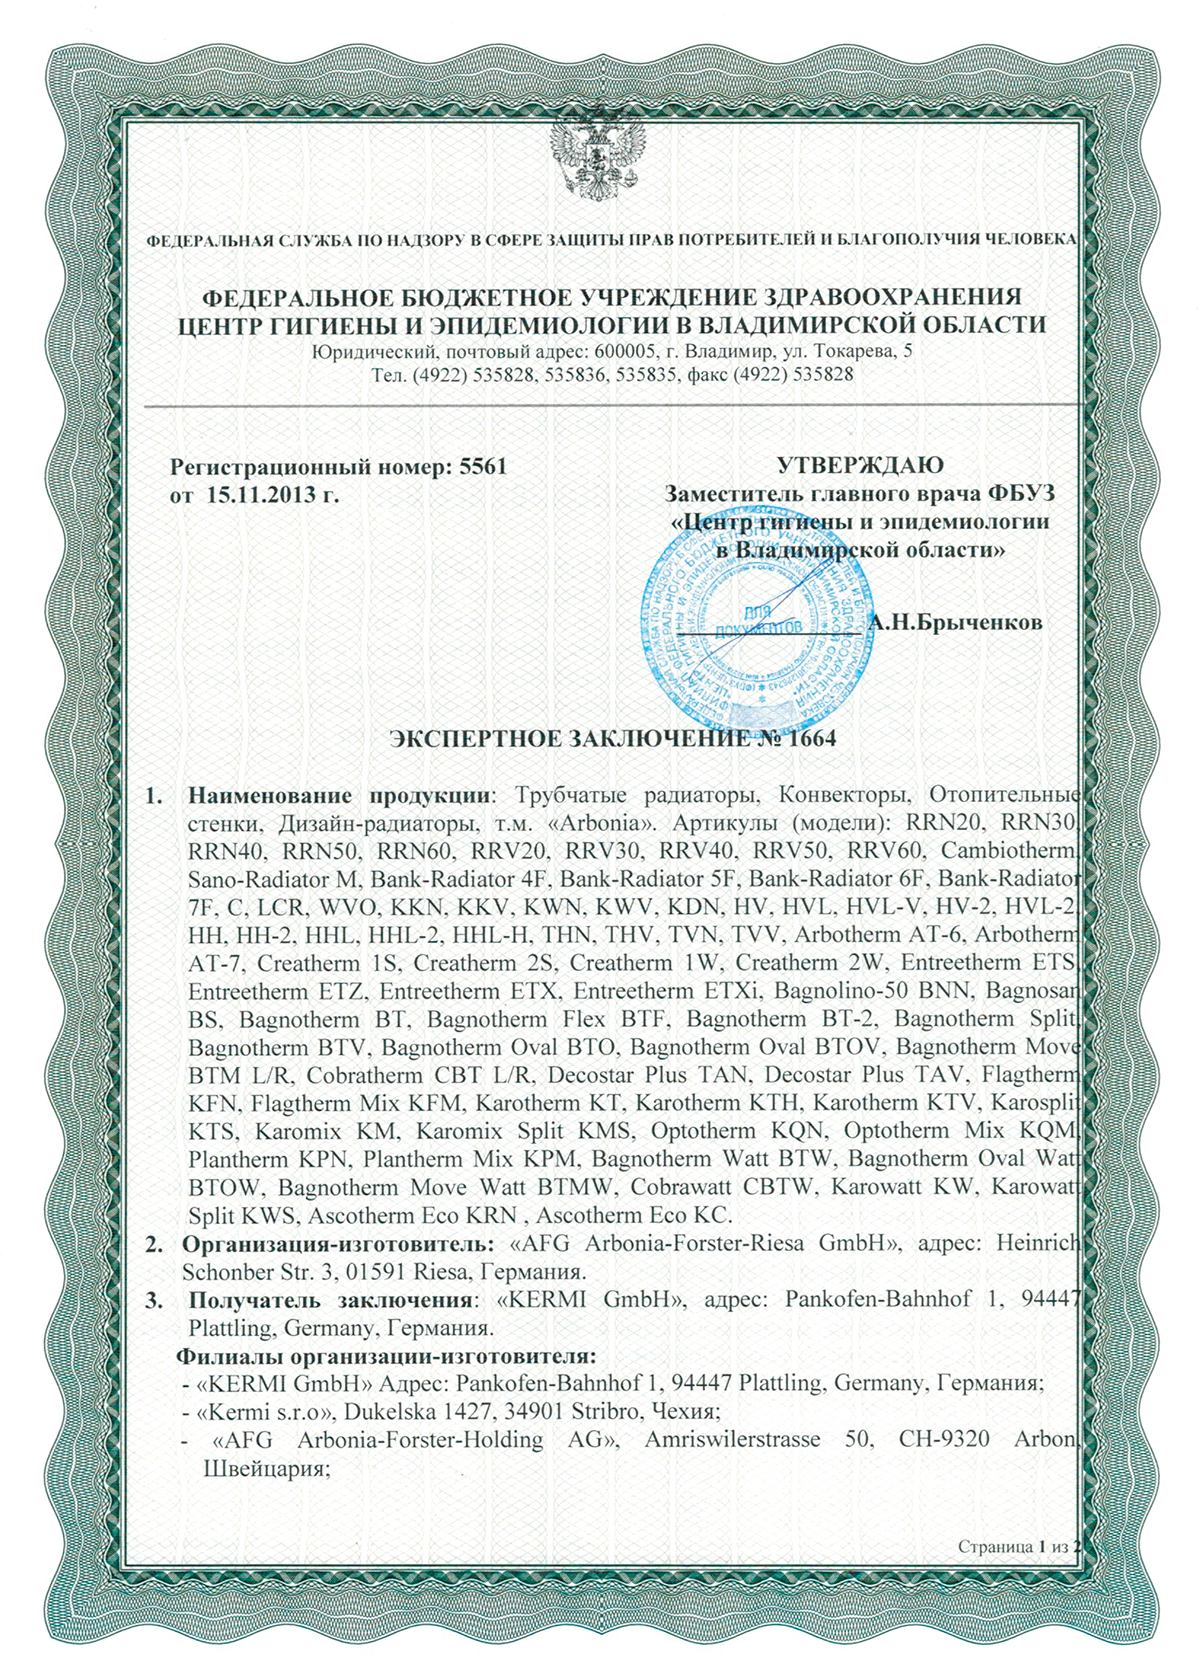 ФЕДЕРАЛЬНАЯ СЛУЖБА ПО НАДЗОРУ В СФЕРЕ ЗАЩИТЫ ПРАВ ПОТРЕБИТЕЛЕЙ И БЛАГОПОЛУЧИЯ ЧЕЛОВЕКА
ФЕДЕРАЛЬНОЕ БЮДЖЕТНОЕ УЧРЕЖДЕНИЕ ЗДРАВООХРАНЕНИЯ
ЦЕНТР ГИГИЕНЫ И ЭПИДЕМИОЛОГИИ В ВЛАДИМИРСКОЙ ОБЛАСТИ
Юридический, почтовый адрес: 600005, г. Владимир, ул. Токарева, 5
Тел. (4922) 535828, 535836, 535835, факс (4922) 535828
Регистрационный номер: 5561
от 15.11.2013 г.
УТВЕРЖДАЮ
Заместитель главного врача ФБУЗ
«Центр гигиены и эпидемиологии
в Владимирской области»
ДЛЯ
ДОКУМЕНТОВ
А.Н.Брыченков
ЭКСПЕРТНОЕ ЗАКЛЮЧЕНИЕ № 1664
1. Наименование продукции: Трубчатые радиаторы, Конвекторы, Отопительные
стенки, Дизайн-радиаторы, т.м. «Arbonia». Артикулы (модели): RRN20, RRN30,
RRN40, RRN50, RRN60, RRV20, RRV30, RRV40, RRV50, RRV60, Cambiotherm,
Sano-Radiator M, Bank-Radiator 4F, Bank-Radiator 5F, Bank-Radiator 6F, Bank-Radiator
7F, C, LCR, WVO, KKN, KKV, KWN, KWV, KDN, HV, HVL, HVL-V, HV-2, HVL-2,
HH, HH-2, HHL, HHL-2, HHL-H, THN, THV, TVN, TVV, Arbotherm AT-6, Arbotherm
AT-7, Creatherm 1S, Creatherm 2S, Creatherm 1W, Creatherm 2W, Entreetherm ETS,
Entreetherm ETZ, Entreetherm ETX, Entreetherm ETXi, Bagnolino-50 BNN, Bagnosan
BS, Bagnotherm BT, Bagnotherm Flex BTF, Bagnotherm BT-2, Bagnotherm Split,
Bagnotherm BTV, Bagnotherm Oval BTO, Bagnotherm Oval BTOV, Bagnotherm Move
BTM L/R, Cobratherm CBT L/R, Decostar Plus TAN, Decostar Plus TAV, Flagtherm
KFN, Flagtherm Mix KFM, Karotherm KT, Karotherm KTH, Karotherm KTV, Karosplit
KTS, Karomix KM, Karomix Split KMS, Optotherm KQN, Optotherm Mix KQM,
Plantherm KPN, Plantherm Mix KPM, Bagnotherm Watt BTW, Bagnotherm Oval Watt
BTOW, Bagnotherm Move Watt BTMW, Cobrawatt CBTW, Karowatt KW, Karowatt
Split KWS, Ascotherm Eco KRN , Ascotherm Eco KC.
2. Организация-изготовитель: «AFG Arbonia-Forster-Riesa GmbH», адрес: Heinrich
Schonber Str. 3, 01591 Riesa, Германия.
3. Получатель заключения: «KERMI GmbH», адрес: Pankofen-Bahnhof 1, 94447
Plattling, Germany, Германия.
Филиалы организации-изготовителя:
- «KERMI GmbH» Адрес: Pankofen-Bahnhof 1, 94447 Plattling, Germany, Германия;
- «Kermi s.r.o», Dukelska 1427, 34901 Stribro, Чехия;
- «AFG Arbonia-Forster-Holding AG», Amriswilerstrasse 50, CH-9320 Arbon,
Швейцария;
Страница 1 из 2